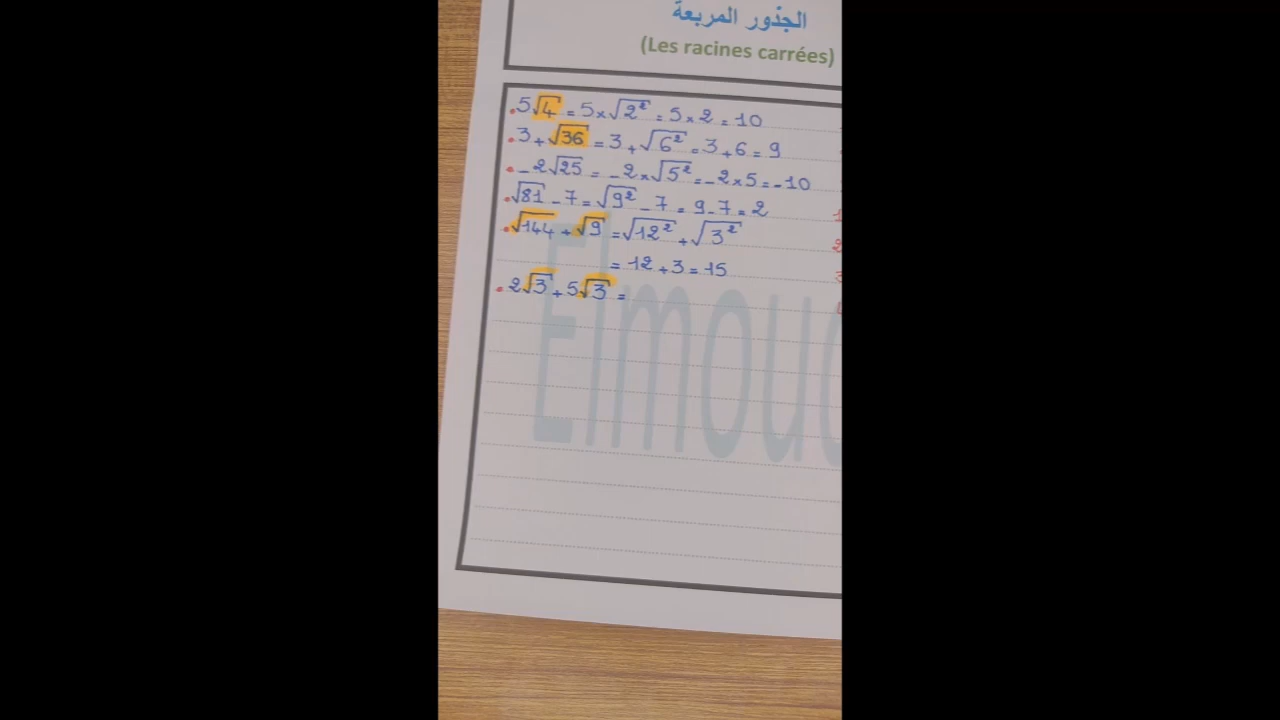 الجذور المربعة
(Les racines carrées)
. 5√4 = 5×√2² = 5×2 = 10
. 3+√36 = 3+√6² = 3+6 = 9
. -2√25 = -2×√5² = -2×5 = -10
. √81 - 7 = √9² - 7 = 9-7 = 2
. √144 + √9 = √12² + √3²
= 12+3 = 15
. 2√3 + 5√3 =
Elmoud